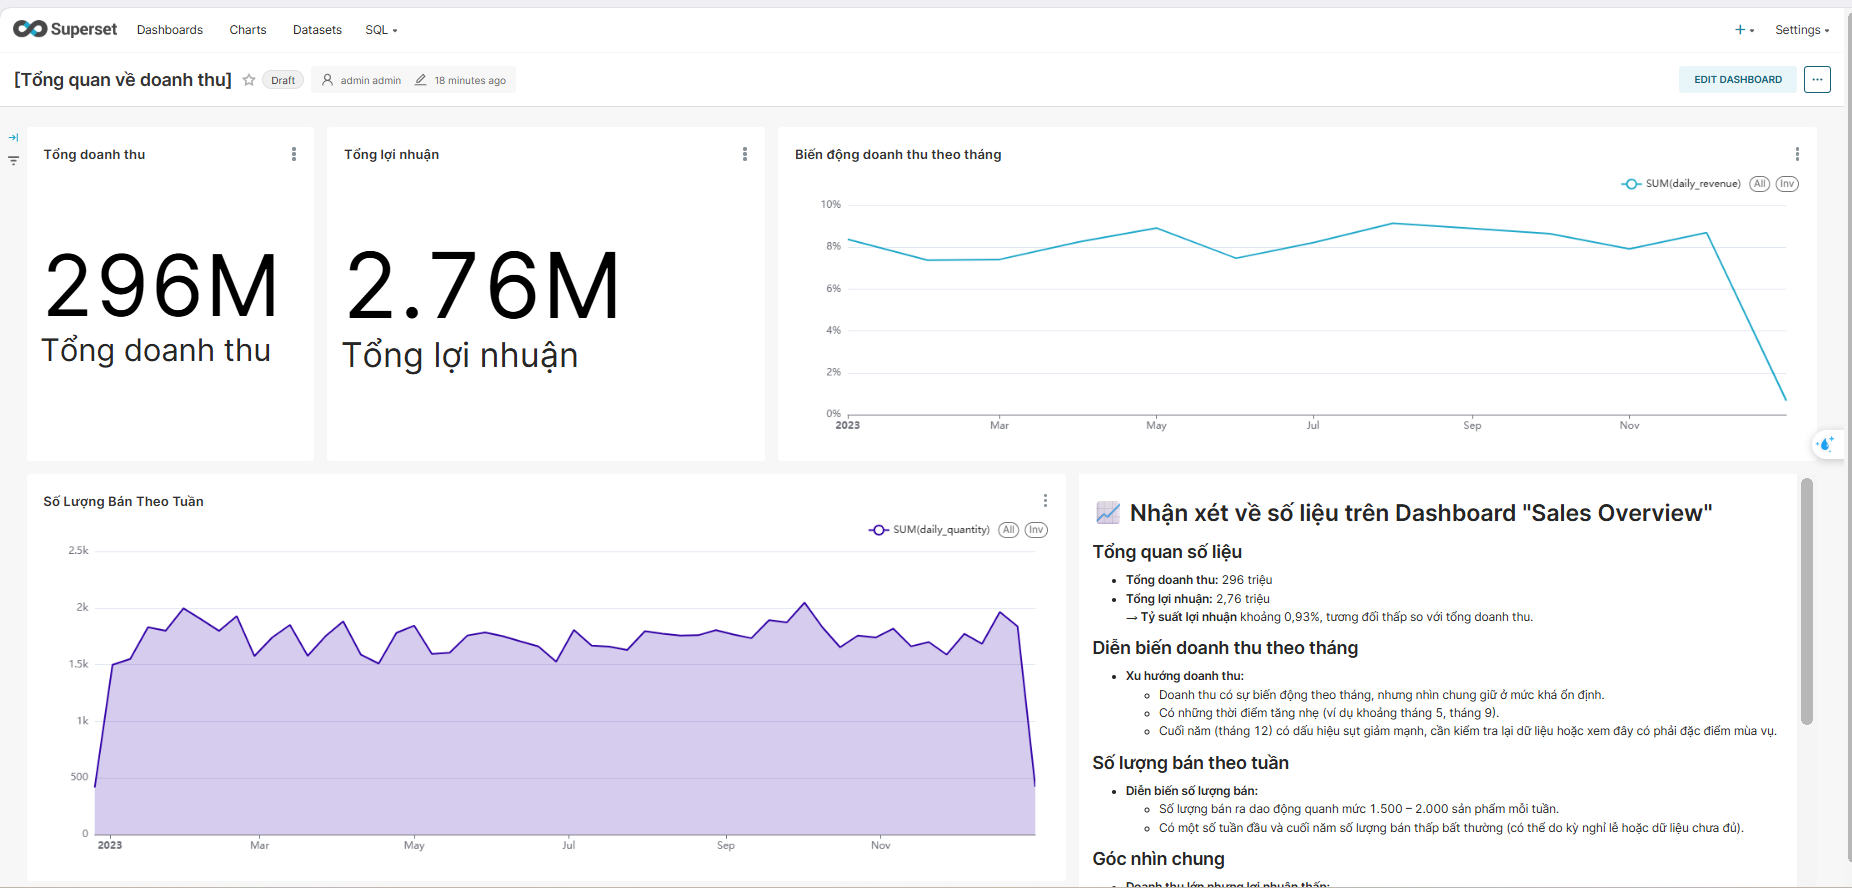 Superset
Dashboards
Charts
Datasets
SQL
Settings
[Tổng quan về doanh thu]
Draft
admin admin
18 minutes ago
EDIT DASHBOARD
Tổng doanh thu
296M
Tổng doanh thu
Tổng lợi nhuận
2.76M
Tổng lợi nhuận
Biến động doanh thu theo tháng
SUM(daily_revenue)
All
Inv
10%
8%
6%
4%
2%
0%
2023
Mar
May
Jul
Sep
Nov
Số Lượng Bán Theo Tuần
SUM(daily_quantity)
All
Inv
2.5k
2k
1.5k
1k
500
0
2023
Mar
May
Jul
Sep
Nov
Nhận xét về số liệu trên Dashboard "Sales Overview"
Tổng quan số liệu
Tổng doanh thu: 296 triệu
Tổng lợi nhuận: 2,76 triệu
→ Tỷ suất lợi nhuận khoảng 0,93%, tương đối thấp so với tổng doanh thu.
Diễn biến doanh thu theo tháng
Xu hướng doanh thu:
Doanh thu có sự biến động theo tháng, nhưng nhìn chung giữ ở mức khá ổn định.
Có những thời điểm tăng nhẹ (ví dụ khoảng tháng 5, tháng 9).
Cuối năm (tháng 12) có dấu hiệu sụt giảm mạnh, cần kiểm tra lại dữ liệu hoặc xem đây có phải đặc điểm mùa vụ.
Số lượng bán theo tuần
Diễn biến số lượng bán:
Số lượng bán ra dao động quanh mức 1.500 – 2.000 sản phẩm mỗi tuần.
Có một số tuần đầu và cuối năm số lượng bán thấp bất thường (có thể do kỳ nghỉ lễ hoặc dữ liệu chưa đủ).
Góc nhìn chung
Doanh thu lớn nhưng lợi nhuận thấp: